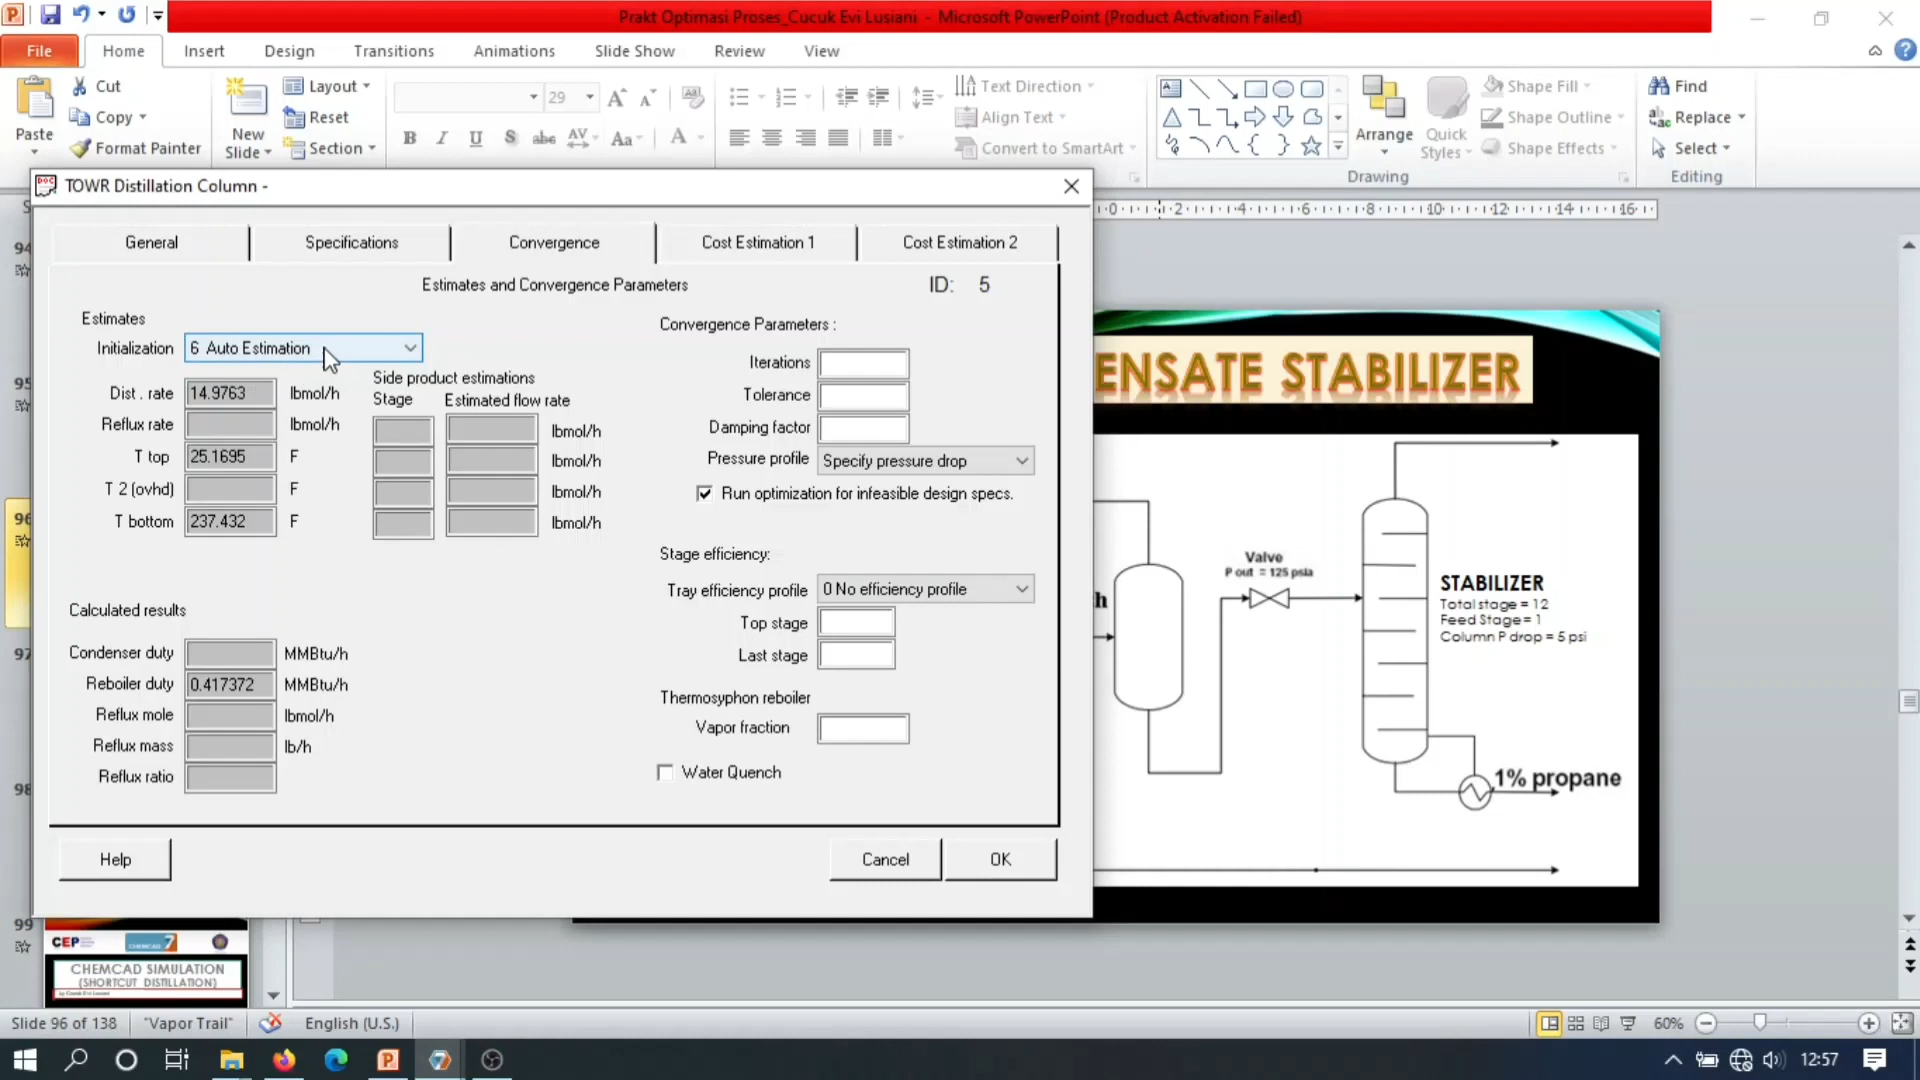 Prakt Optimasi Proses_Cucuk Evi Lusiani - Microsoft PowerPoint (Product Activation Failed)
File Home Insert Design Transitions Animations Slide Show Review View
Paste
Cut
Copy
Format Painter
New Slide
Layout
Reset
Section
29
Text Direction
Align Text
Convert to SmartArt
Arrange
Quick Styles
Shape Fill
Shape Outline
Shape Effects
Drawing
Find
Replace
Select
Editing
TOWR Distillation Column -
General Specifications Convergence Cost Estimation 1 Cost Estimation 2
Estimates and Convergence Parameters ID: 5
Estimates
Initialization 6 Auto Estimation
Dist . rate 14.9763 lbmol/h
Reflux rate lbmol/h
T top 25.1695 F
T 2 (ovhd) F
T bottom 237.432 F
Side product estimations
Stage Estimated flow rate
lbmol/h
lbmol/h
lbmol/h
lbmol/h
Calculated results
Condenser duty MMBtu/h
Reboiler duty 0.417372 MMBtu/h
Reflux mole lbmol/h
Reflux mass lb/h
Reflux ratio
Convergence Parameters :
Iterations
Tolerance
Damping factor
Pressure profile Specify pressure drop
Run optimization for infeasible design specs.
Stage efficiency:
Tray efficiency profile 0 No efficiency profile
Top stage
Last stage
Thermosyphon reboiler
Vapor fraction
Water Quench
Help Cancel OK
ENSATE STABILIZER
Valve
P out = 125 psia
h
STABILIZER
Total stage = 12
Feed Stage = 1
Column P drop = 5 psi
1% propane
94
95
96
97
98
99
CEP CHEMCAD 7
CHEMCAD SIMULATION
(SHORTCUT DISTILLATION)
Slide 96 of 138 "Vapor Trail" English (U.S.) 60%
12:57